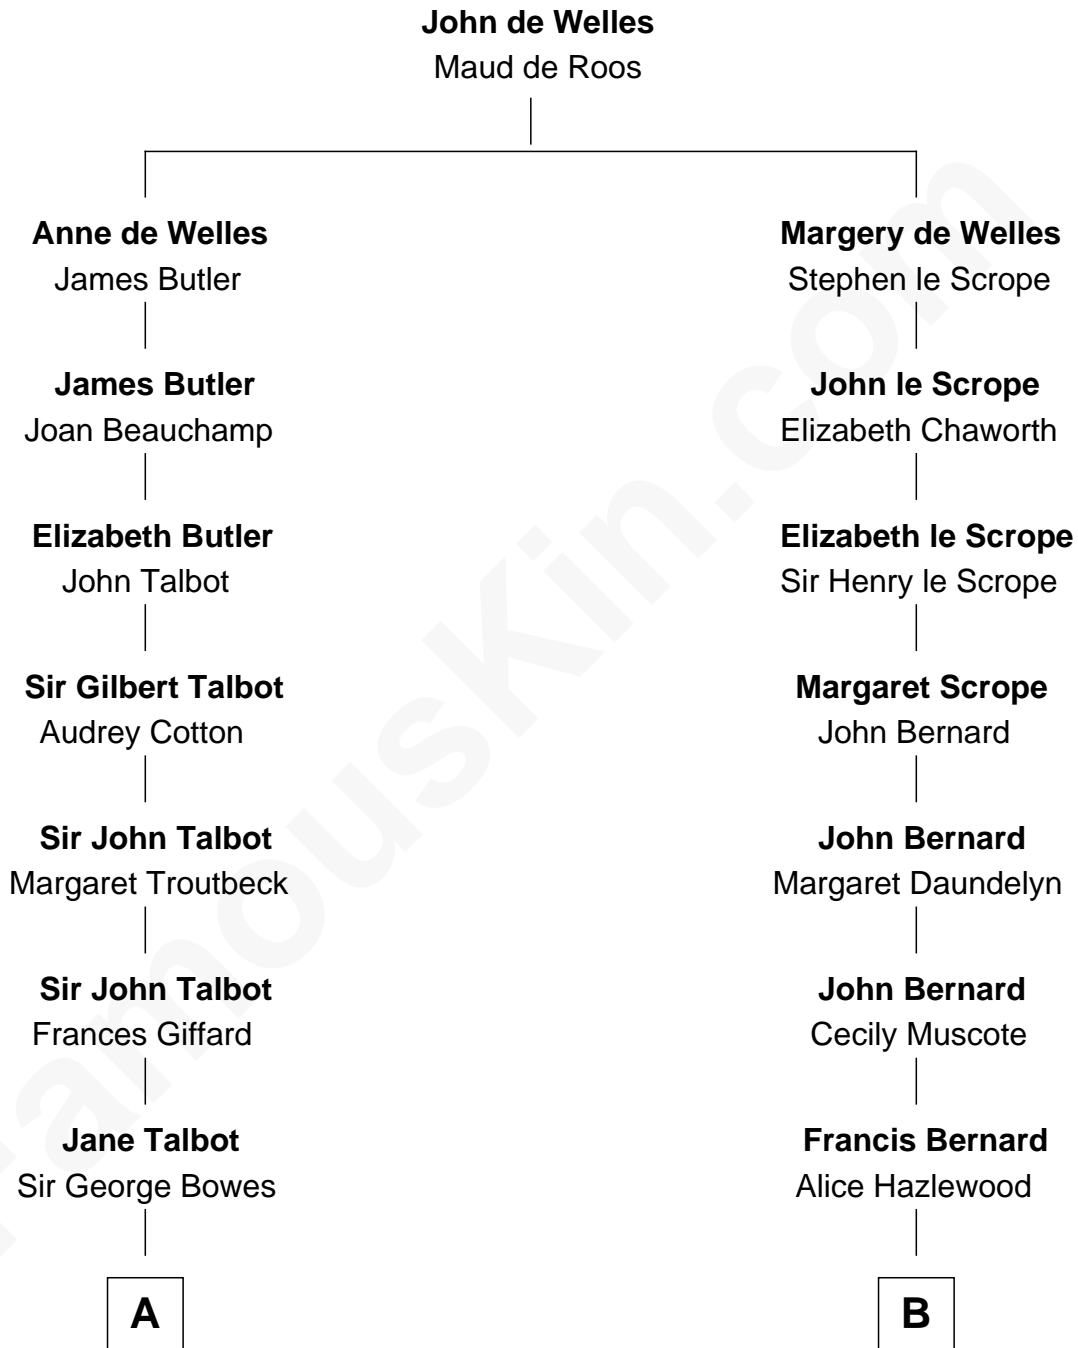 John de Welles
Maud de Roos
Anne de Welles
James Butler
Margery de Welles
Stephen le Scrope
James Butler
Joan Beauchamp
John le Scrope
Elizabeth Chaworth
Elizabeth Butler
John Talbot
Elizabeth le Scrope
Sir Henry le Scrope
Sir Gilbert Talbot
Audrey Cotton
Margaret Scrope
John Bernard
Sir John Talbot
Margaret Troutbeck
John Bernard
Margaret Daundelyn
Sir John Talbot
Frances Giffard
John Bernard
Cecily Muscote
Jane Talbot
Sir George Bowes
Francis Bernard
Alice Hazlewood
A
B
FamousKin.com